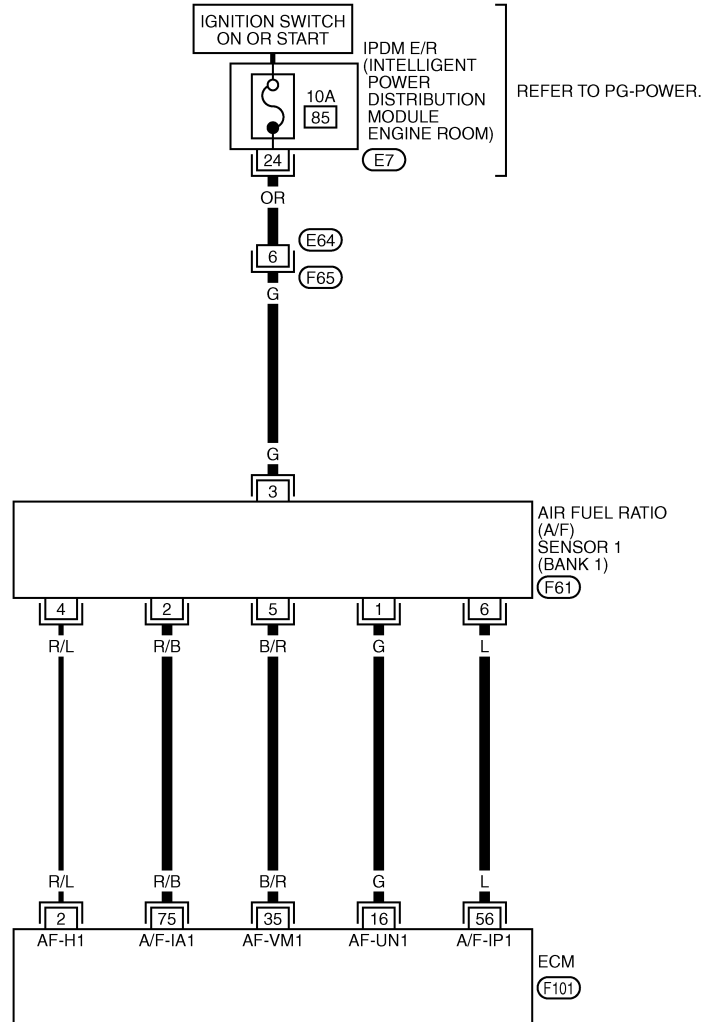 IGNITION SWITCH
ON OR START
IPDM E/R
(INTELLIGENT
POWER
DISTRIBUTION
MODULE
ENGINE ROOM)
REFER TO PG-POWER.
10A
85
24
E7
OR
E64
6
F65
G
G
3
AIR FUEL RATIO
(A/F)
SENSOR 1
(BANK 1)
F61
4 2 5 1 6
R/L R/B B/R G L
R/L R/B B/R G L
2 75 35 16 56
AF-H1 A/F-IA1 AF-VM1 AF-UN1 A/F-IP1
ECM
F101